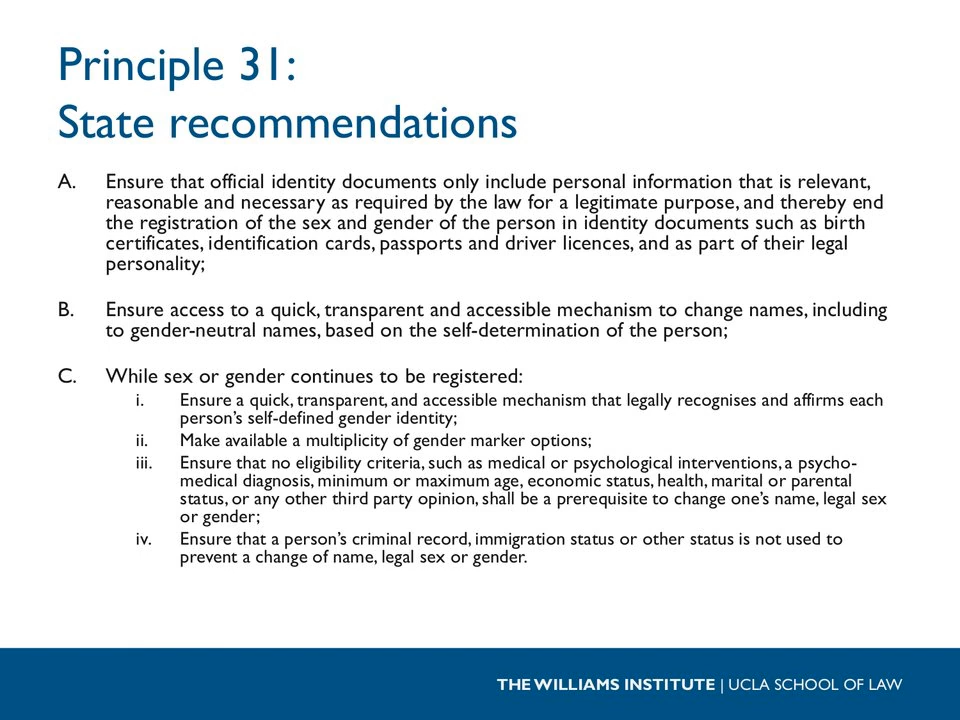 Principle 31:
State recommendations
A. Ensure that official identity documents only include personal information that is relevant,
reasonable and necessary as required by the law for a legitimate purpose, and thereby end
the registration of the sex and gender of the person in identity documents such as birth
certificates, identification cards, passports and driver licences, and as part of their legal
personality;
B. Ensure access to a quick, transparent and accessible mechanism to change names, including
to gender-neutral names, based on the self-determination of the person;
C. While sex or gender continues to be registered:
i. Ensure a quick, transparent, and accessible mechanism that legally recognises and affirms each
person's self-defined gender identity;
ii. Make available a multiplicity of gender marker options;
iii. Ensure that no eligibility criteria, such as medical or psychological interventions, a psycho-
medical diagnosis, minimum or maximum age, economic status, health, marital or parental
status, or any other third party opinion, shall be a prerequisite to change one's name, legal sex
or gender;
iv. Ensure that a person's criminal record, immigration status or other status is not used to
prevent a change of name, legal sex or gender.
THE WILLIAMS INSTITUTE | UCLA SCHOOL OF LAW